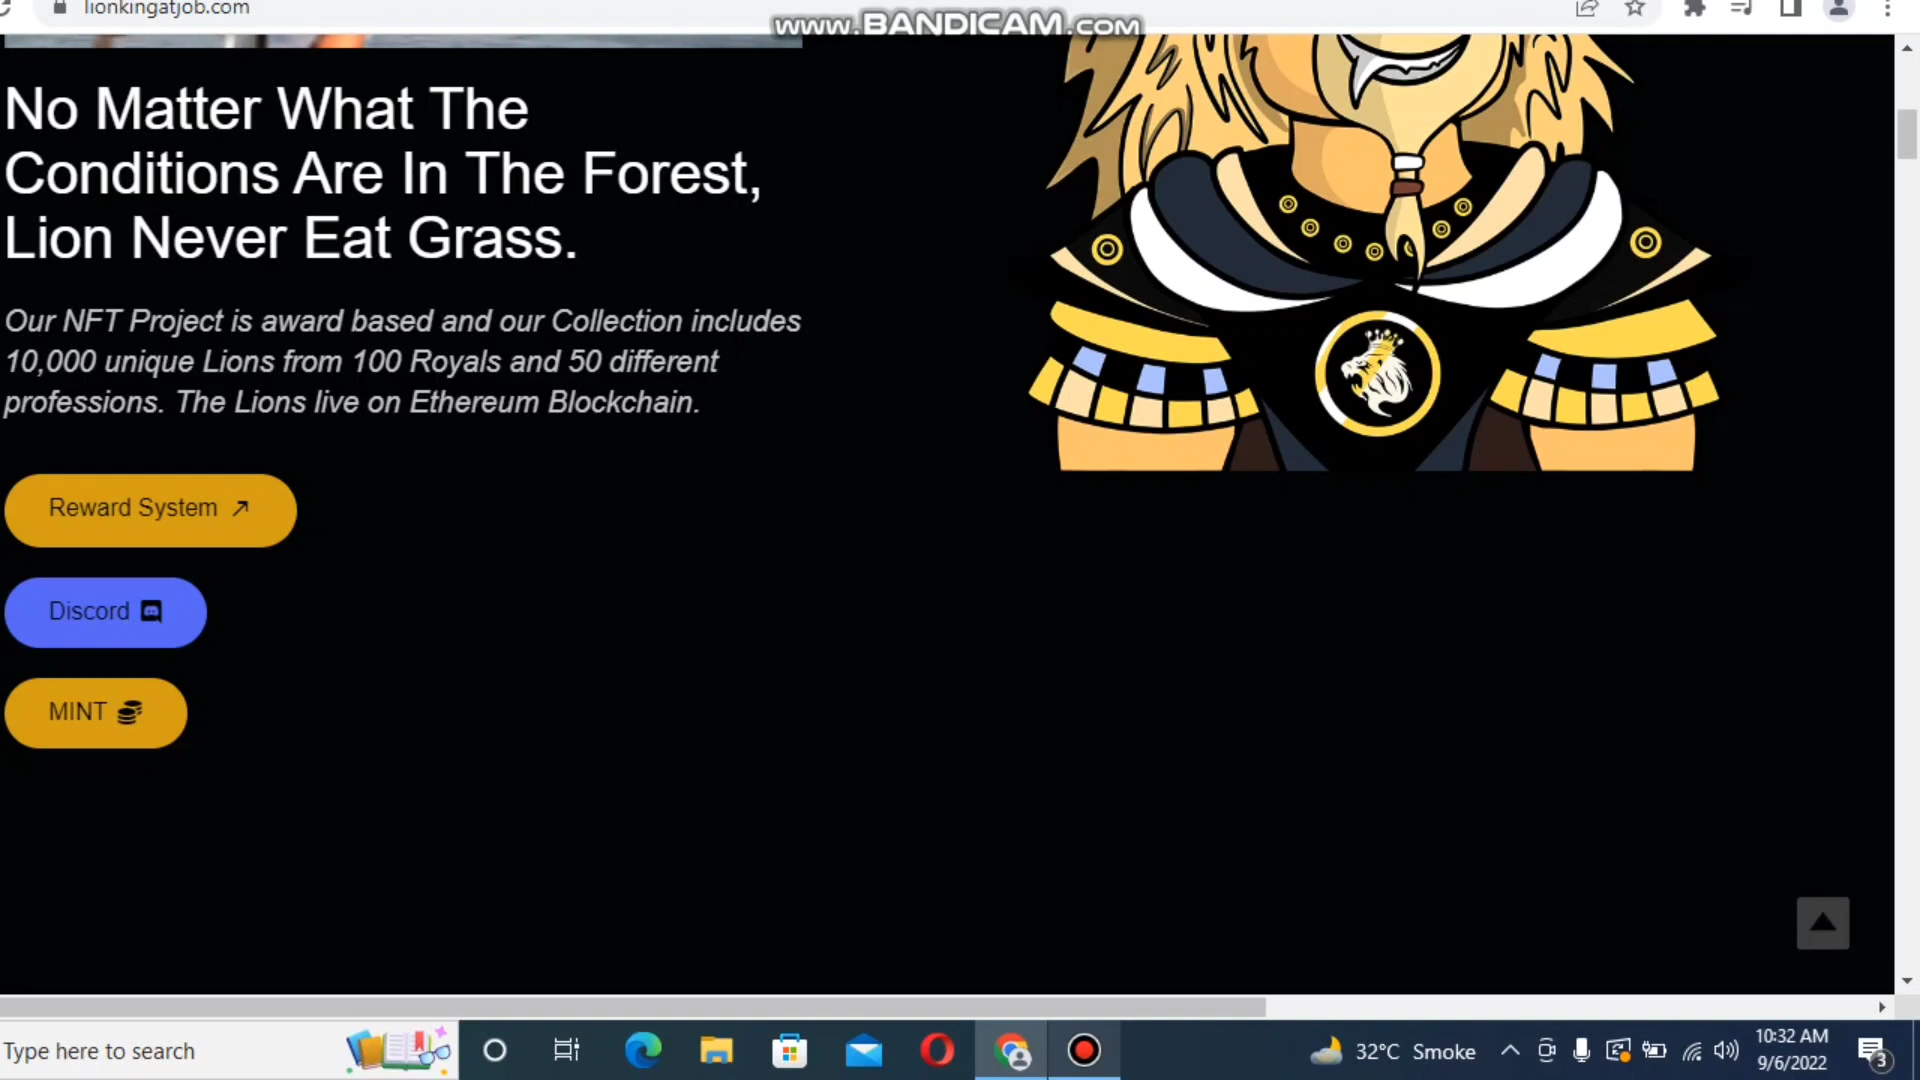 lionkingatjob.com
www.BANDICAM.com
No Matter What The
Conditions Are In The Forest,
Lion Never Eat Grass.
Our NFT Project is award based and our Collection includes
10,000 unique Lions from 100 Royals and 50 different
professions. The Lions live on Ethereum Blockchain.
Reward System
Discord
MINT
Type here to search
32°C Smoke
10:32 AM
9/6/2022
3